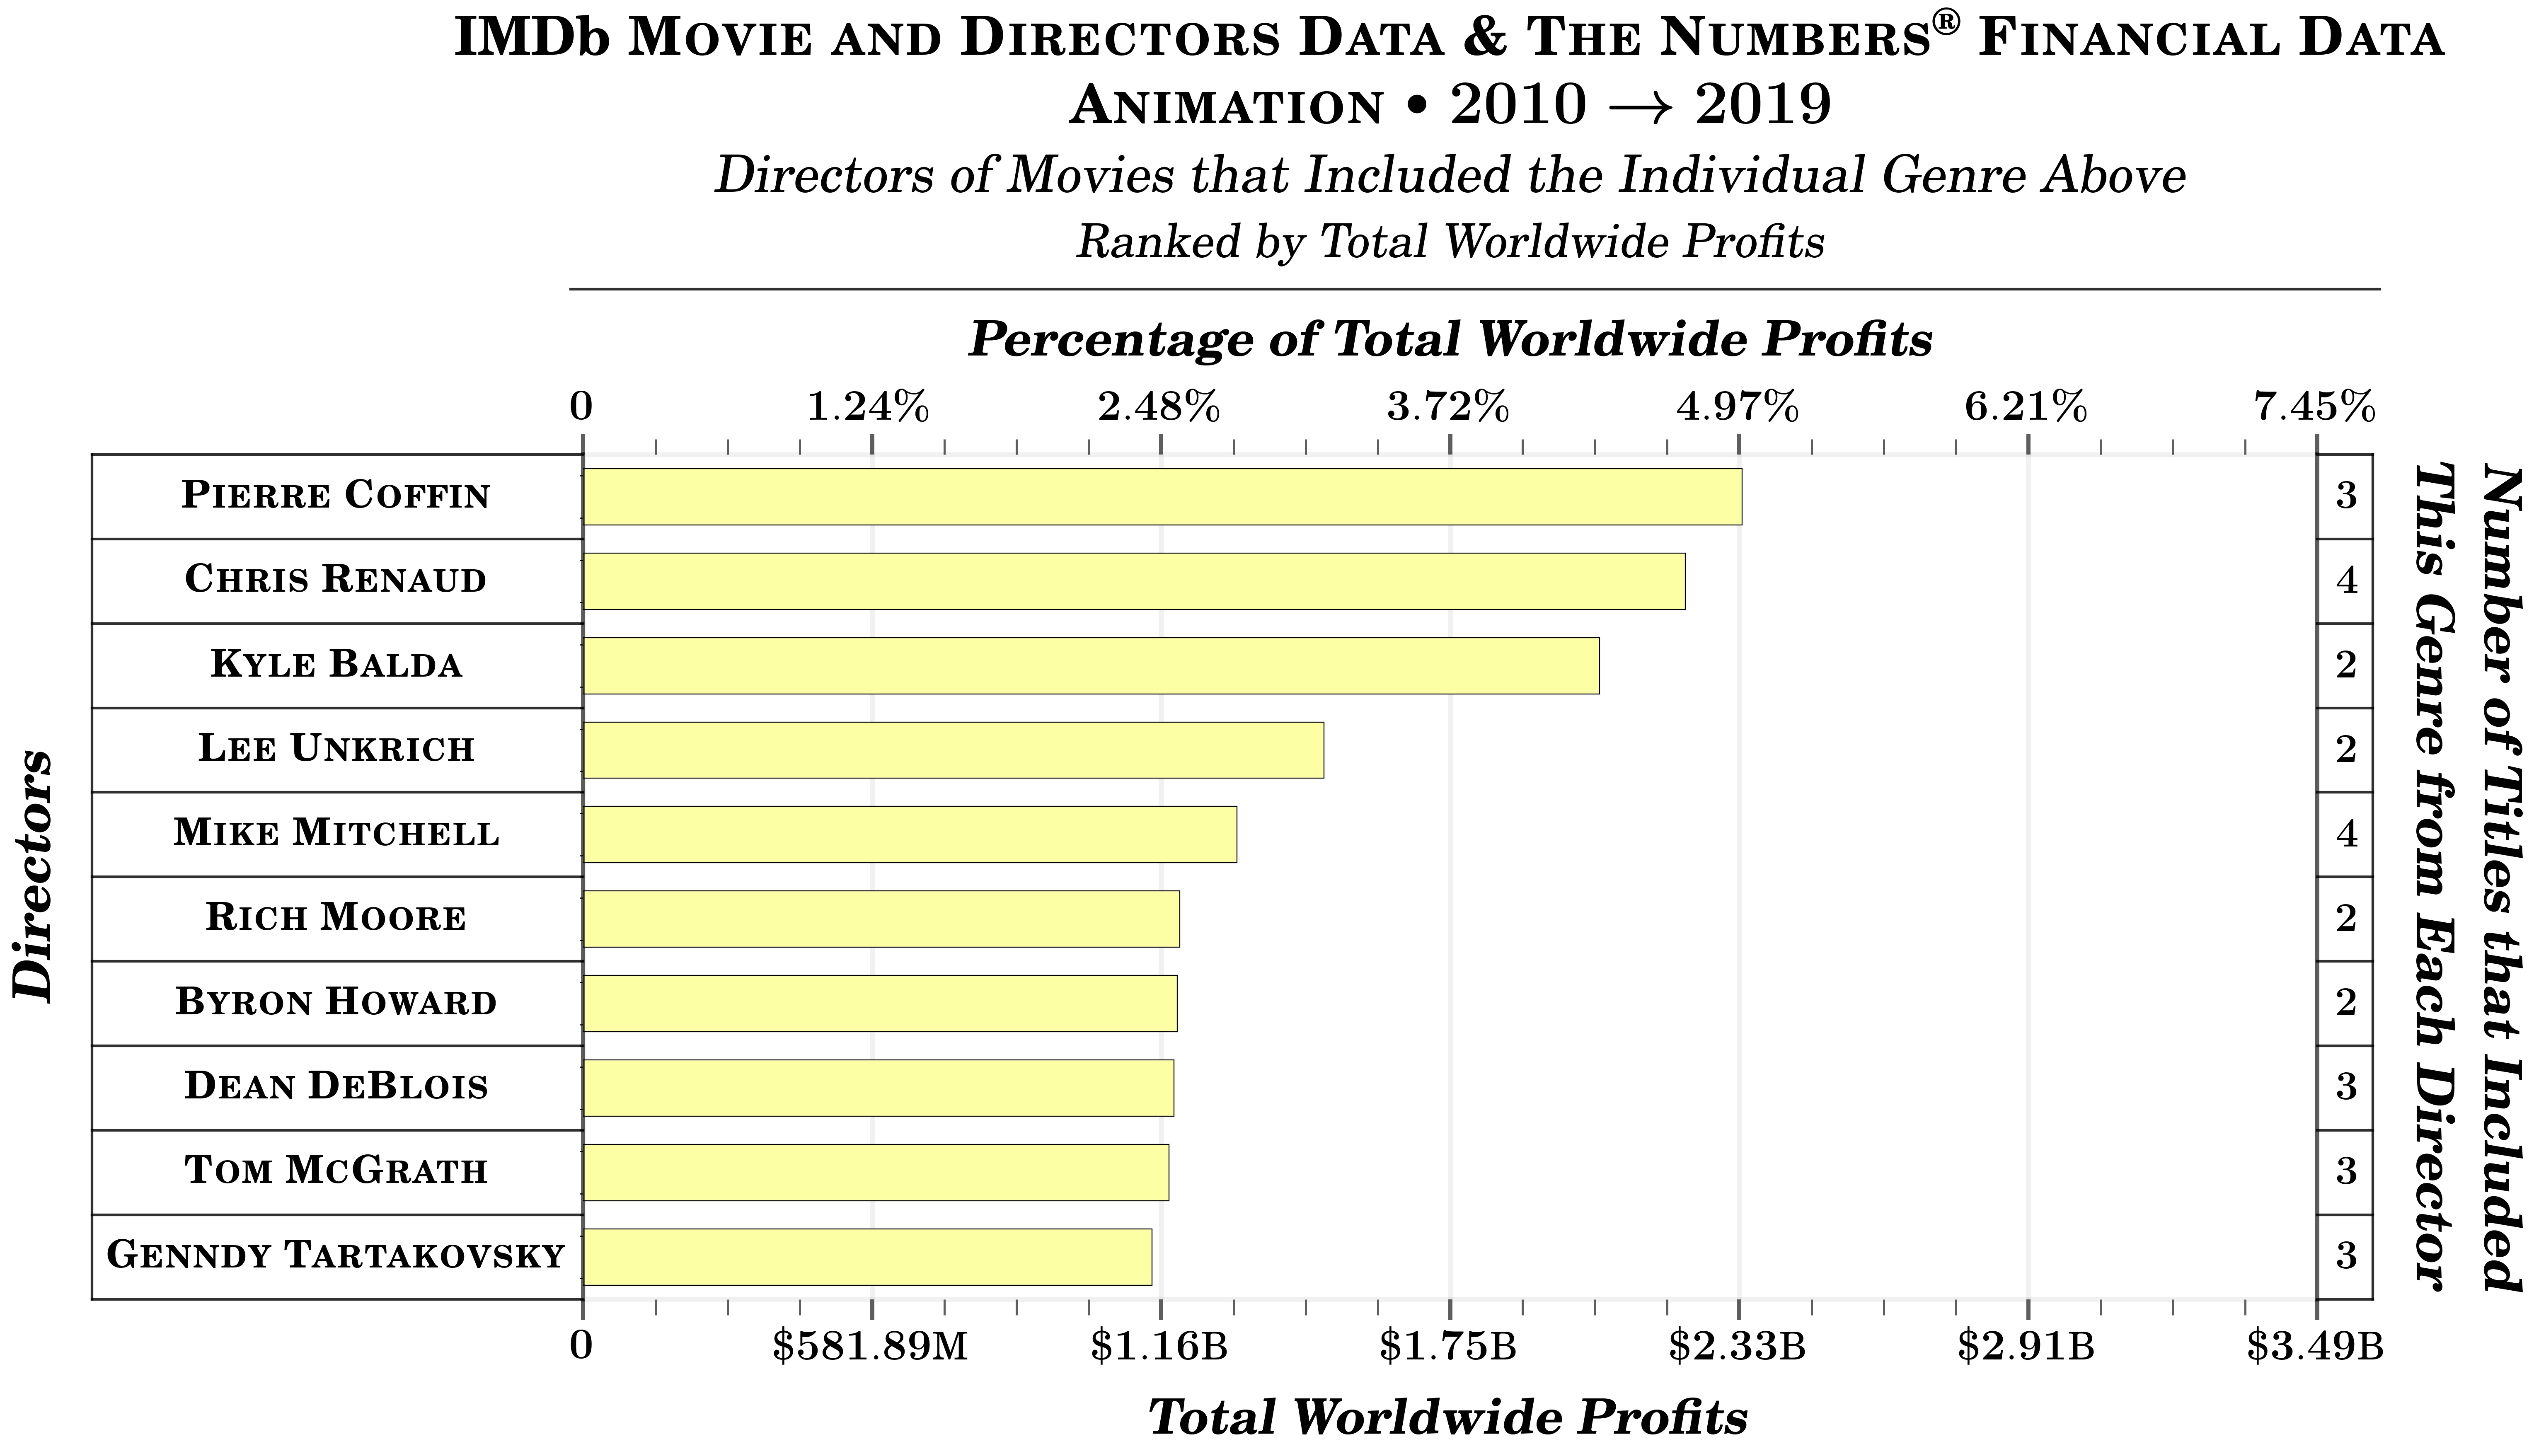 IMDb Movie and Directors Data & The Numbers® Financial Data
Animation • 2010 → 2019
Directors of Movies that Included the Individual Genre Above
Ranked by Total Worldwide Profits
Percentage of Total Worldwide Profits
0 1.24% 2.48% 3.72% 4.97% 6.21% 7.45%
Directors
Pierre Coffin 3
Chris Renaud 4
Kyle Balda 2
Lee Unkrich 2
Mike Mitchell 4
Rich Moore 2
Byron Howard 2
Dean DeBlois 3
Tom McGrath 3
Genndy Tartakovsky 3
Number of Titles that Included
This Genre from Each Director
0 $581.89M $1.16B $1.75B $2.33B $2.91B $3.49B
Total Worldwide Profits